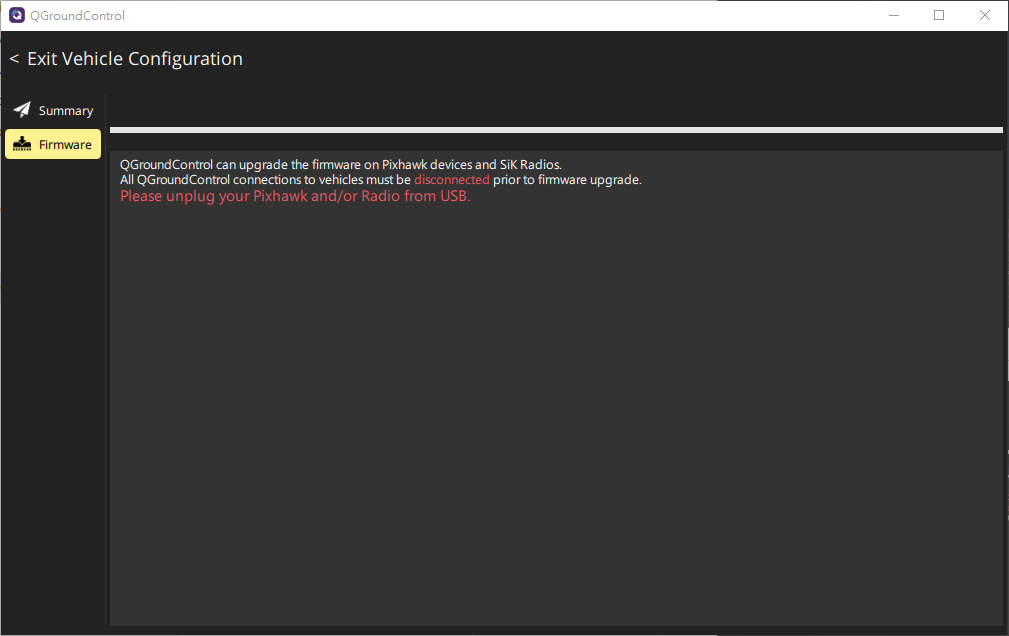 QGroundControl
< Exit Vehicle Configuration
Summary
Firmware
QGroundControl can upgrade the firmware on Pixhawk devices and SiK Radios.
All QGroundControl connections to vehicles must be disconnected prior to firmware upgrade.
Please unplug your Pixhawk and/or Radio from USB.